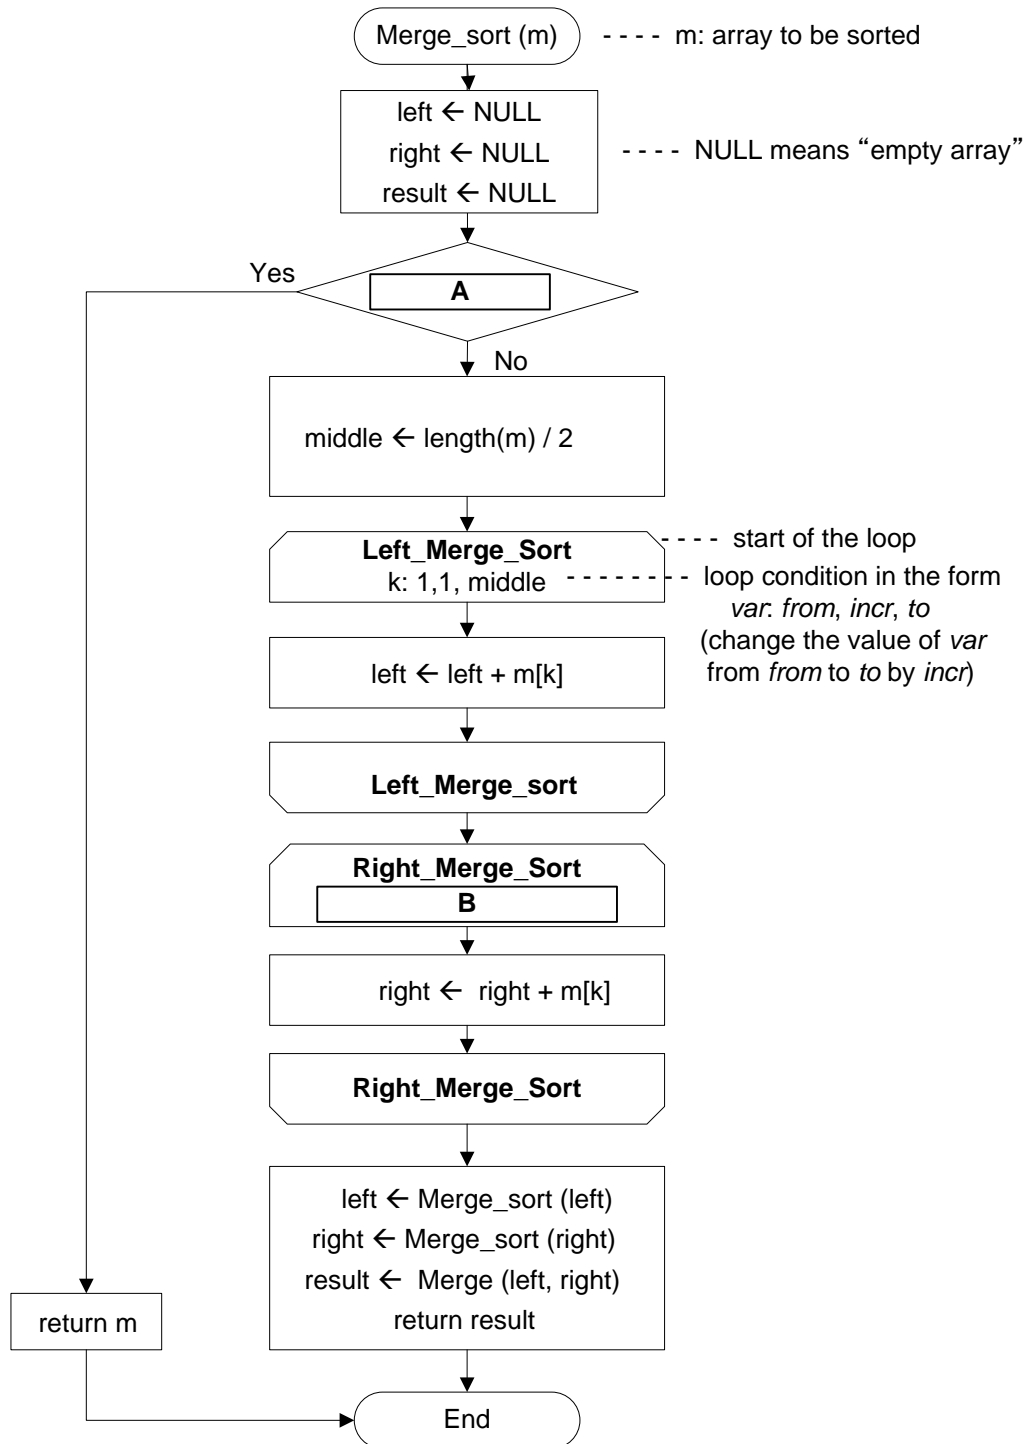 Merge_sort (m) - - - - m: array to be sorted
left ← NULL
right ← NULL - - - - NULL means “empty array”
result ← NULL
Yes
A
No
middle ← length(m) / 2
Left_Merge_Sort - - - - start of the loop
k: 1,1, middle - - - - - - - - loop condition in the form
var: from, incr, to
(change the value of var
left ← left + m[k]
from from to to by incr)
Left_Merge_sort
Right_Merge_Sort
B
right ← right + m[k]
Right_Merge_Sort
left ← Merge_sort (left)
right ← Merge_sort (right)
result ← Merge (left, right)
return result
return m
End